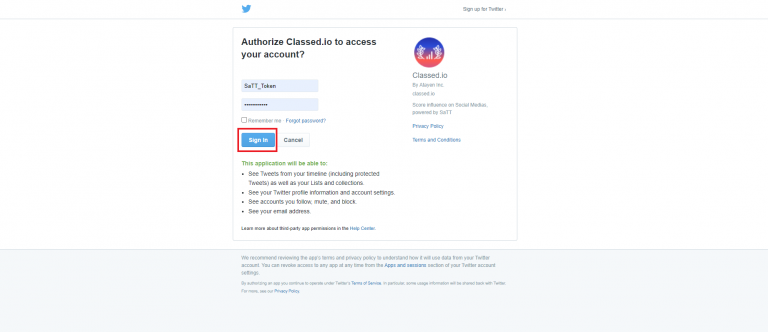 Sign up for Twitter ›
Authorize Classed.io to access
your account?
SaTT_Token
Remember me · Forgot password?
Sign In
Cancel
This application will be able to:
• See Tweets from your timeline (including protected
Tweets) as well as your Lists and collections.
• See your Twitter profile information and account settings.
• See accounts you follow, mute, and block.
• See your email address.
Learn more about third-party app permissions in the Help Center.
Classed.io
By Atayen Inc.
classed.io
Score influence on Social Medias,
powered by SaTT
Privacy Policy
Terms and Conditions
We recommend reviewing the app's terms and privacy policy to understand how it will use data from your Twitter
account. You can revoke access to any app at any time from the Apps and sessions section of your Twitter account
settings.
By authorizing an app you continue to operate under Twitter's Terms of Service. In particular, some usage information will be shared back with Twitter.
For more, see our Privacy Policy.